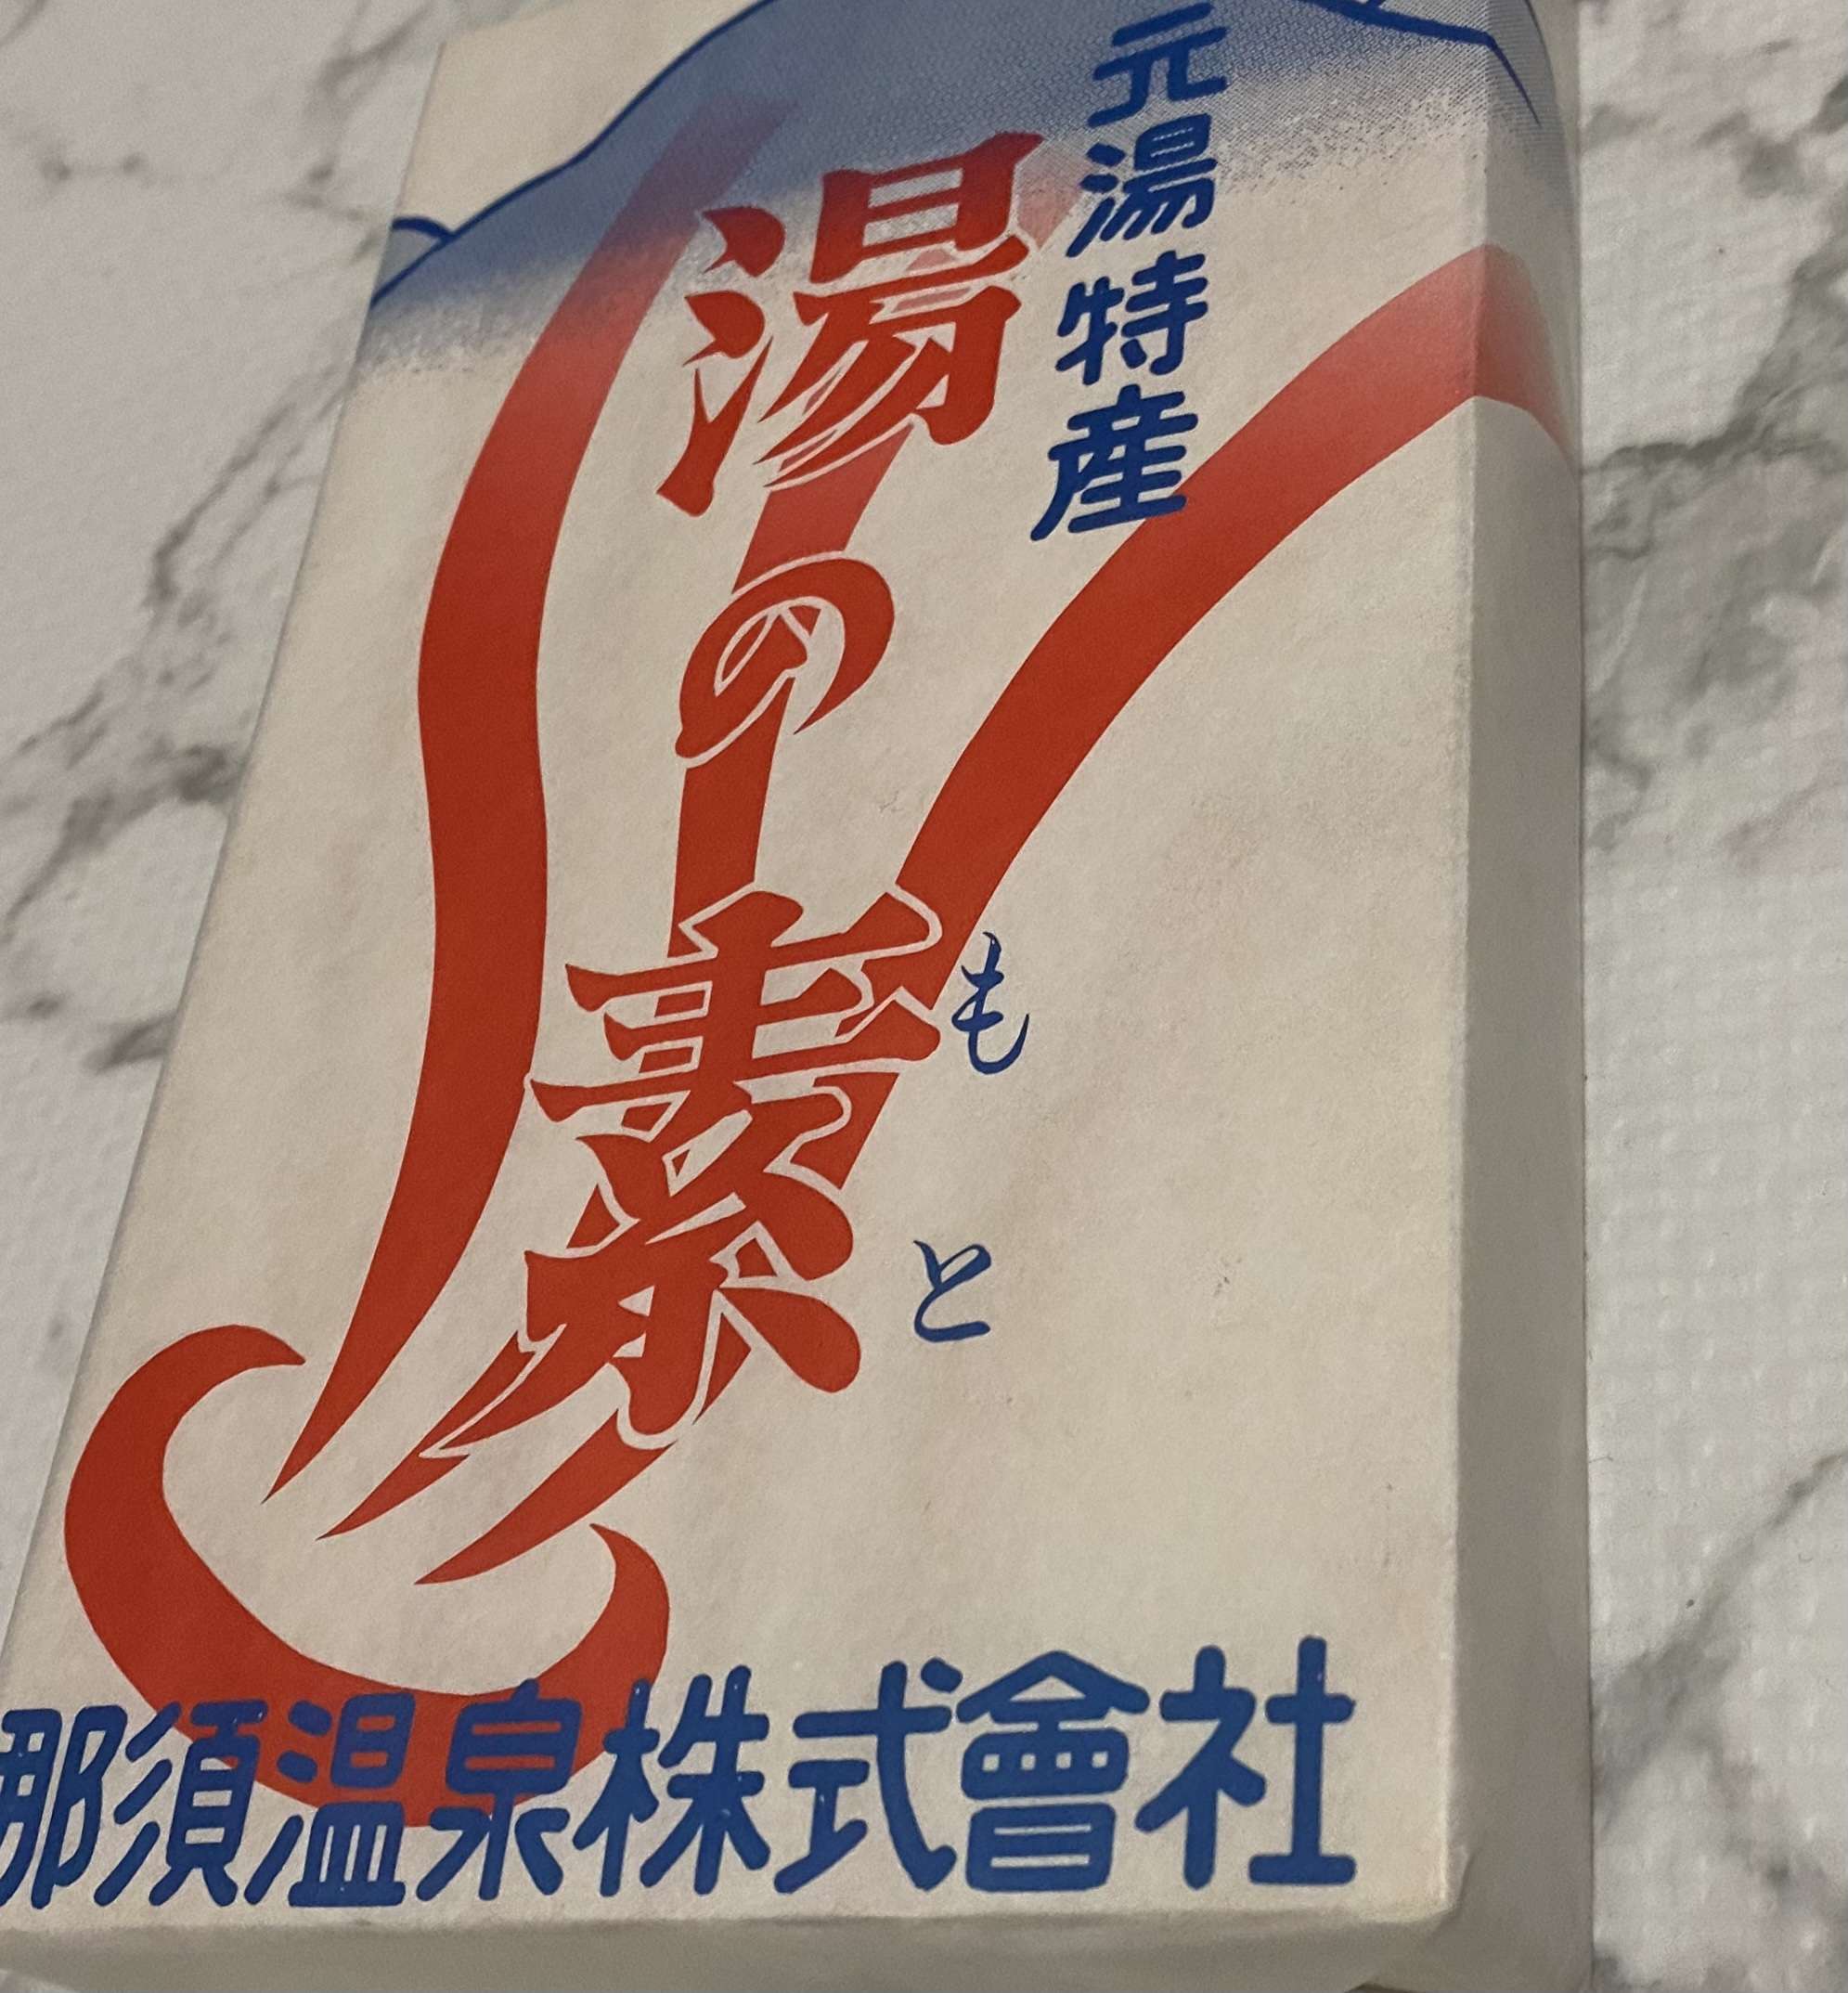 元湯特産
湯の素
もと
那須温泉株式會社